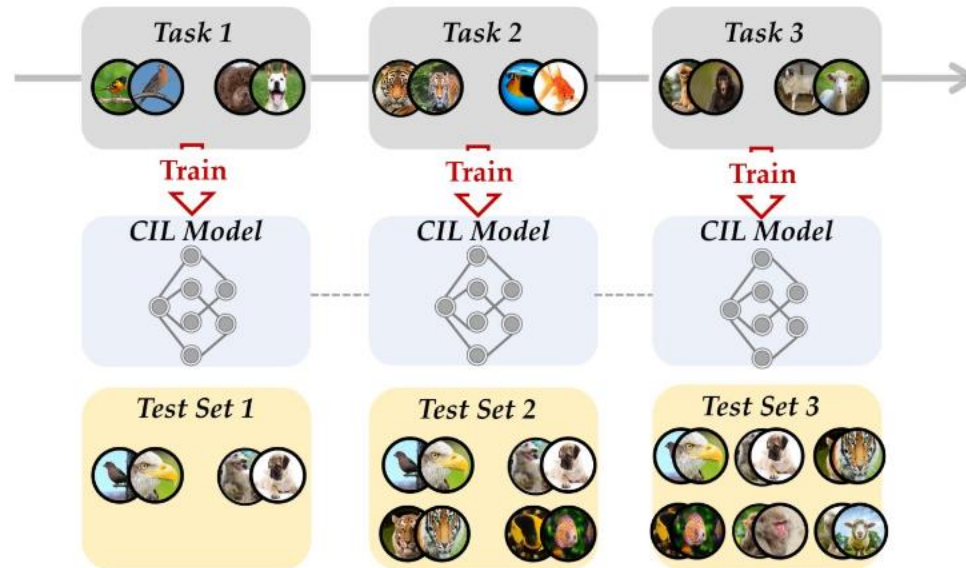 Task 1
Task 2
Task 3
Train
Train
Train
CIL Model
CIL Model
CIL Model
Test Set 1
Test Set 2
Test Set 3